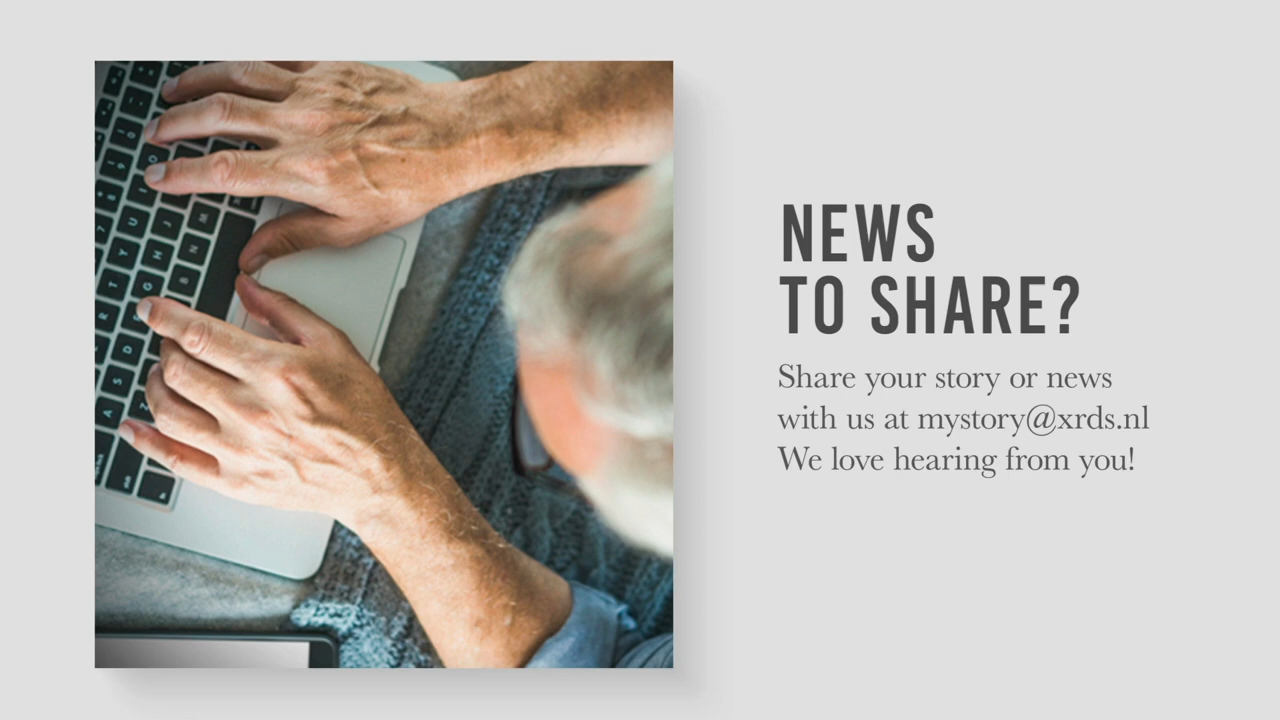 NEWS
TO SHARE?
Share your story or news
with us at mystory@xrds.nl
We love hearing from you!